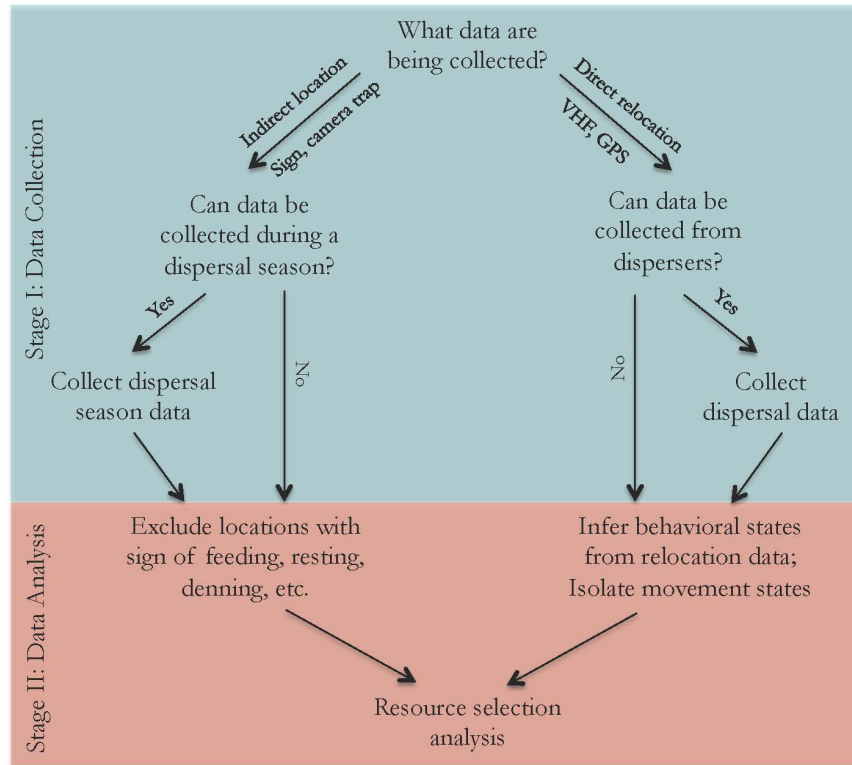 What data are
being collected?
Indirect location
Sign, camera trap
Direct relocation
VHF, GPS
Stage I: Data Collection
Can data be
collected during a
dispersal season?
Can data be
collected from
dispersers?
Yes
No
No
Yes
Collect dispersal
season data
Collect
dispersal data
Stage II: Data Analysis
Exclude locations with
sign of feeding, resting,
denning, etc.
Infer behavioral states
from relocation data;
Isolate movement states
Resource selection
analysis